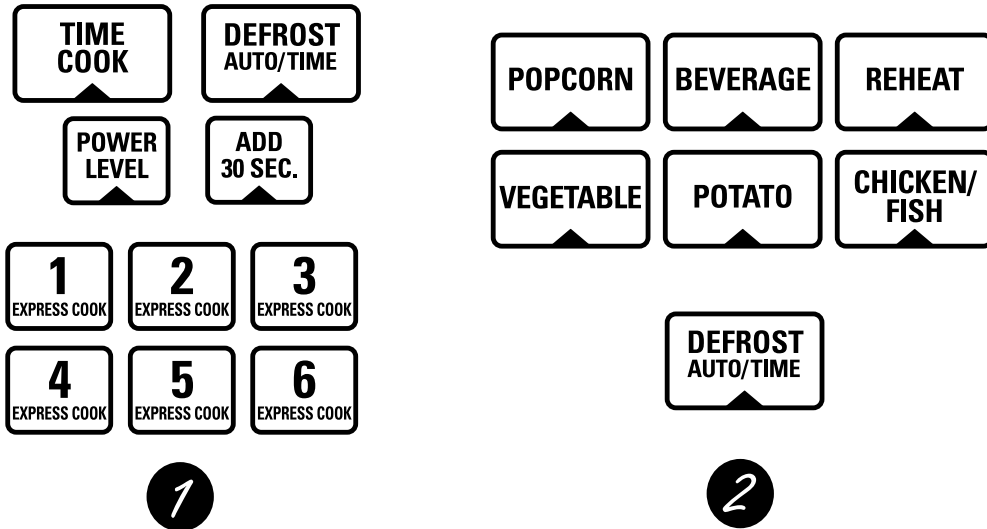 TIME
COOK
DEFROST
AUTO/TIME
POWER
LEVEL
ADD
30 SEC.
1
EXPRESS COOK
2
EXPRESS COOK
3
EXPRESS COOK
4
EXPRESS COOK
5
EXPRESS COOK
6
EXPRESS COOK
1
POPCORN
BEVERAGE
REHEAT
VEGETABLE
POTATO
CHICKEN/
FISH
DEFROST
AUTO/TIME
2